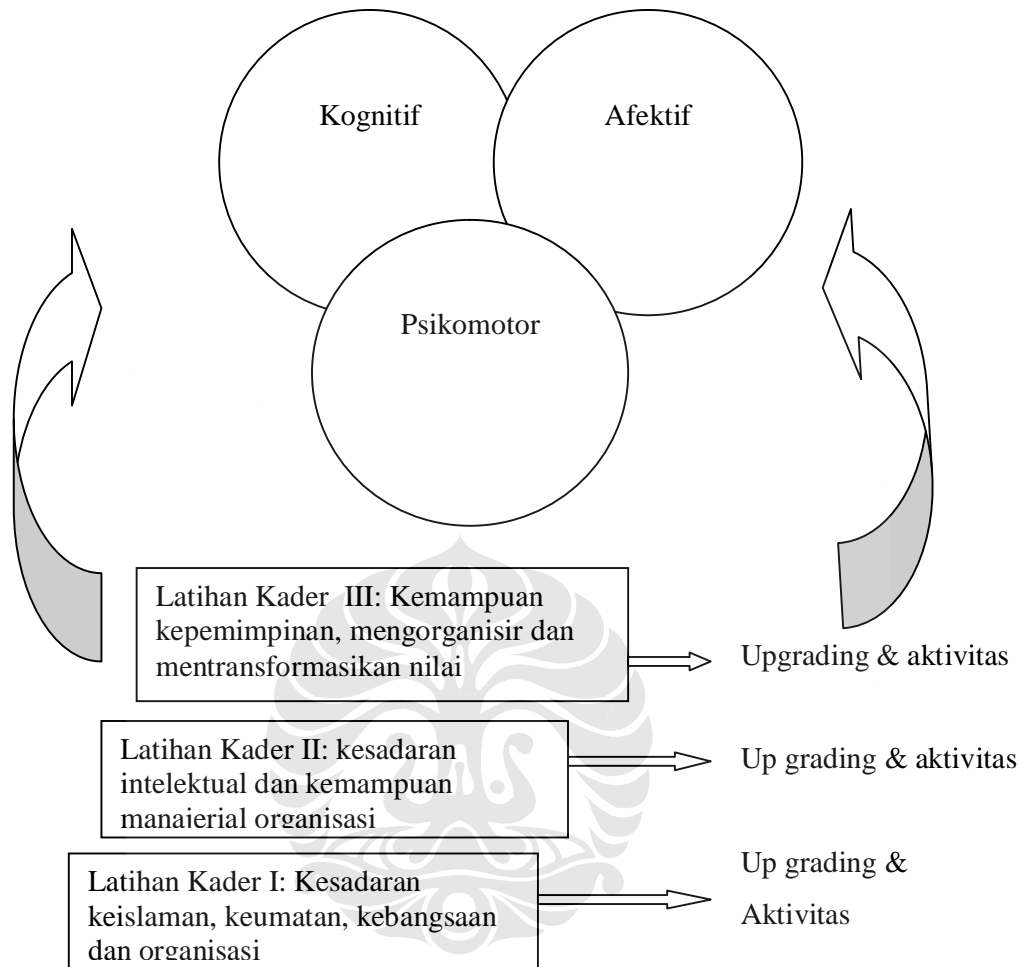 Kognitif
Afektif
Psikomotor
Latihan Kader III: Kemampuan
kepemimpinan, mengorganisir dan
mentransformasikan nilai
Upgrading & aktivitas
Latihan Kader II: kesadaran
intelektual dan kemampuan
manajerial organisasi
Up grading & aktivitas
Latihan Kader I: Kesadaran
keislaman, keumatan, kebangsaan
dan organisasi
Up grading &
Aktivitas